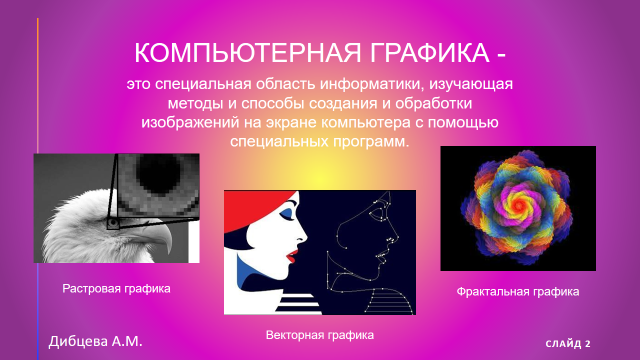 КОМПЬЮТЕРНАЯ ГРАФИКА -
это специальная область информатики, изучающая
методы и способы создания и обработки
изображений на экране компьютера с помощью
специальных программ.
Растровая графика
Векторная графика
Фрактальная графика
Дибцева А.М.
СЛАЙД 2